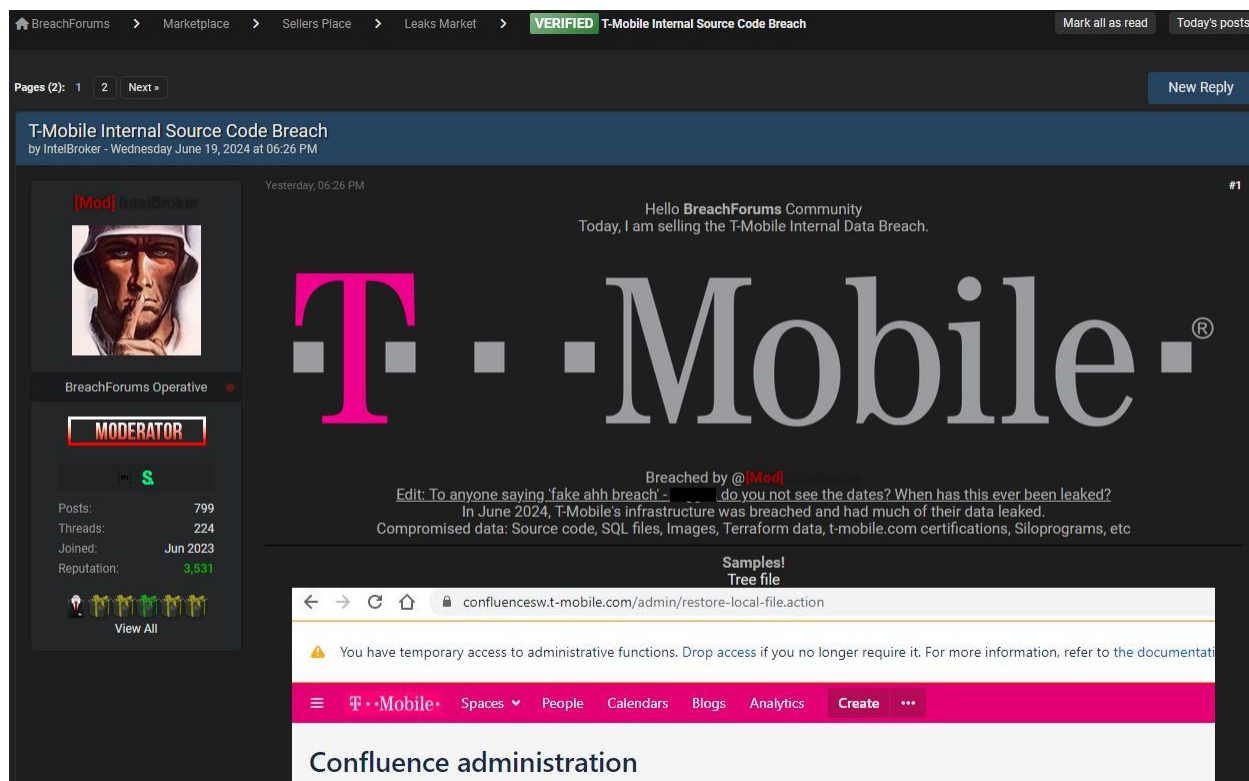 BreachForums > Marketplace > Sellers Place > Leaks Market > VERIFIED T-Mobile Internal Source Code Breach
Mark all as read Today's posts
Pages (2): 1 2 Next »
New Reply
T-Mobile Internal Source Code Breach
by IntelBroker - Wednesday June 19, 2024 at 06:26 PM
[Mod] IntelBroker
BreachForums Operative
MODERATOR
Posts: 799
Threads: 224
Joined: Jun 2023
Reputation: 3,531
View All
Yesterday, 06:26 PM
#1
Hello BreachForums Community
Today, I am selling the T-Mobile Internal Data Breach.
T··Mobile·®
Breached by @[Mod]
Edit: To anyone saying 'fake ahh breach' - do you not see the dates? When has this ever been leaked?
In June 2024, T-Mobile's infrastructure was breached and had much of their data leaked.
Compromised data: Source code, SQL files, Images, Terraform data, t-mobile.com certifications, Siloprograms, etc
Samples!
Tree file
confluencesw.t-mobile.com/admin/restore-local-file.action
You have temporary access to administrative functions. Drop access if you no longer require it. For more information, refer to the documentati
T··Mobile· Spaces People Calendars Blogs Analytics Create •••
Confluence administration